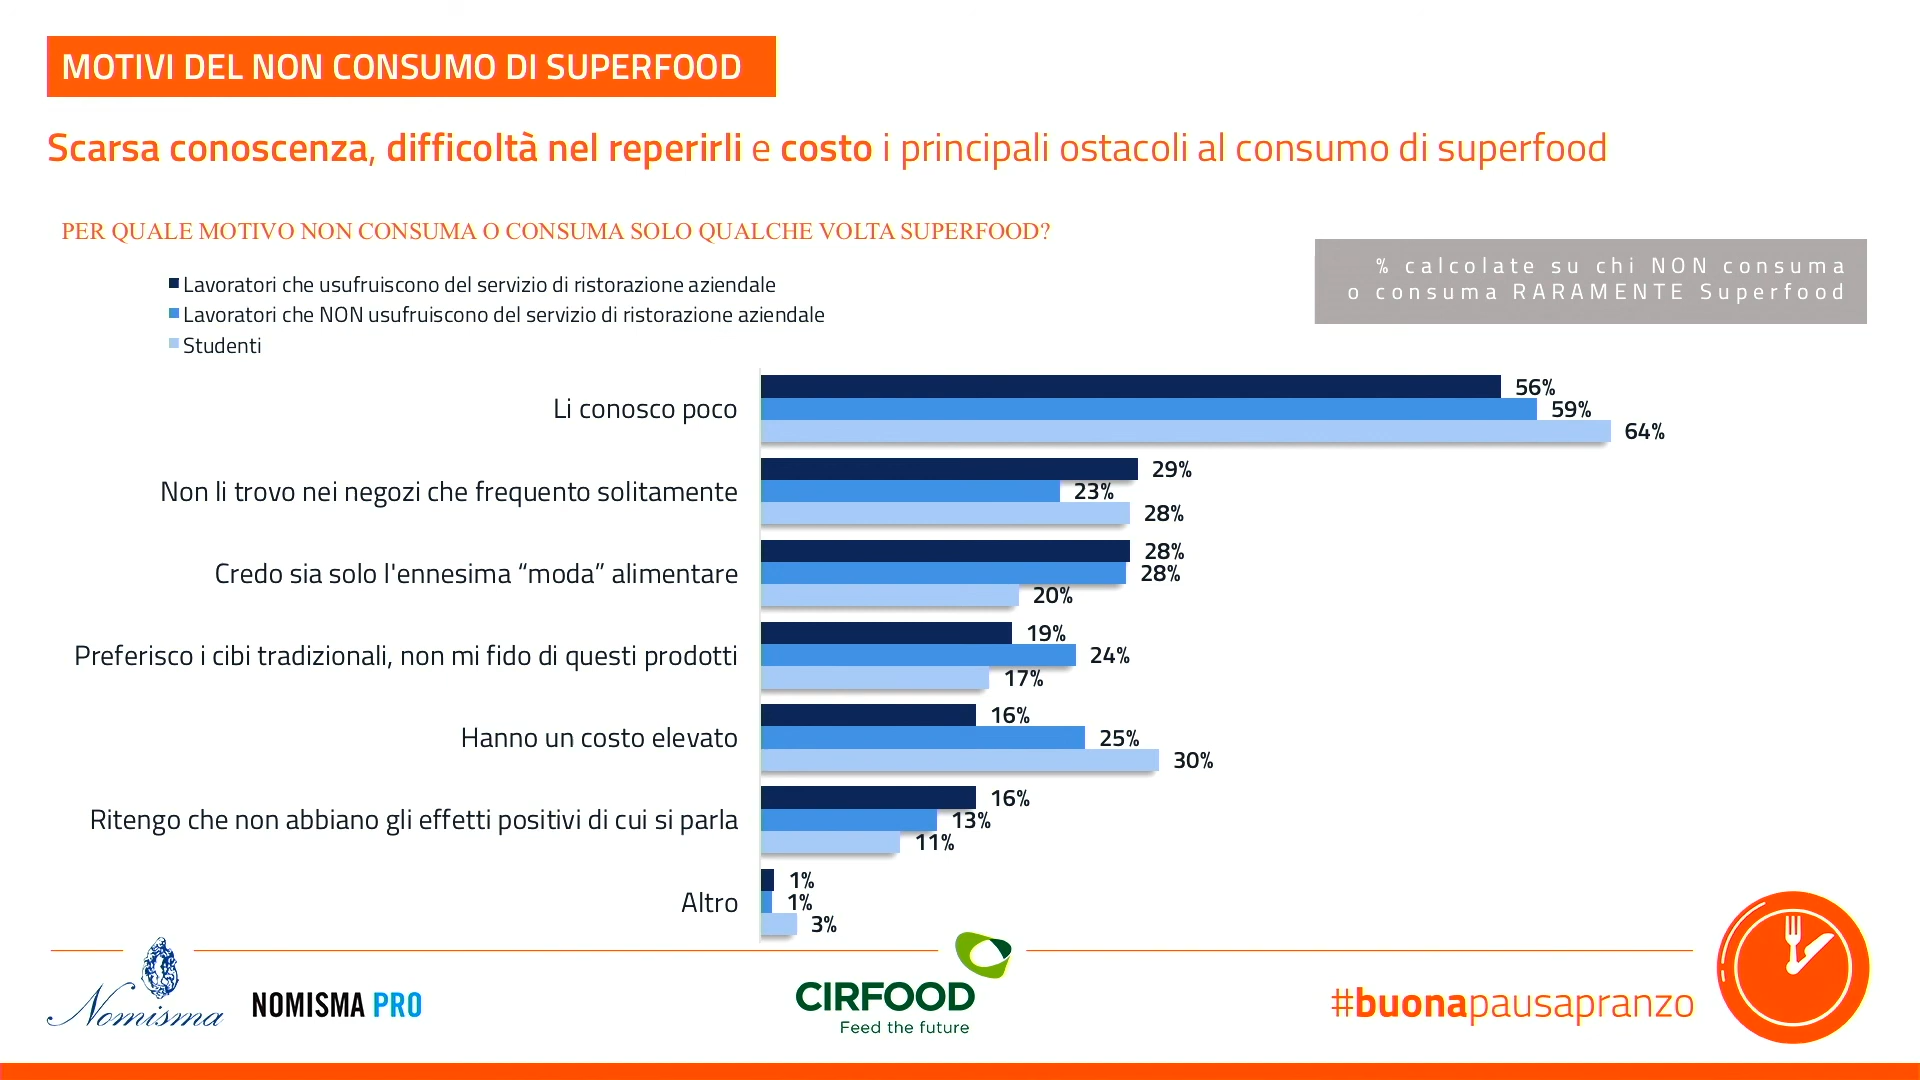 MOTIVI DEL NON CONSUMO DI SUPERFOOD
Scarsa conoscenza, difficoltà nel reperirli e costo i principali ostacoli al consumo di superfood
PER QUALE MOTIVO NON CONSUMA O CONSUMA SOLO QUALCHE VOLTA SUPERFOOD?
% calcolate su chi NON consuma
o consuma RARAMENTE Superfood
Lavoratori che usufruiscono del servizio di ristorazione aziendale
Lavoratori che NON usufruiscono del servizio di ristorazione aziendale
Studenti
Li conosco poco
56%
59%
64%
Non li trovo nei negozi che frequento solitamente
29%
23%
28%
Credo sia solo l'ennesima “moda” alimentare
28%
28%
20%
Preferisco i cibi tradizionali, non mi fido di questi prodotti
19%
24%
17%
Hanno un costo elevato
16%
25%
30%
Ritengo che non abbiano gli effetti positivi di cui si parla
16%
13%
11%
Altro
1%
1%
3%
Nomisma
NOMISMA PRO
CIRFOOD
Feed the future
#buonapausapranzo